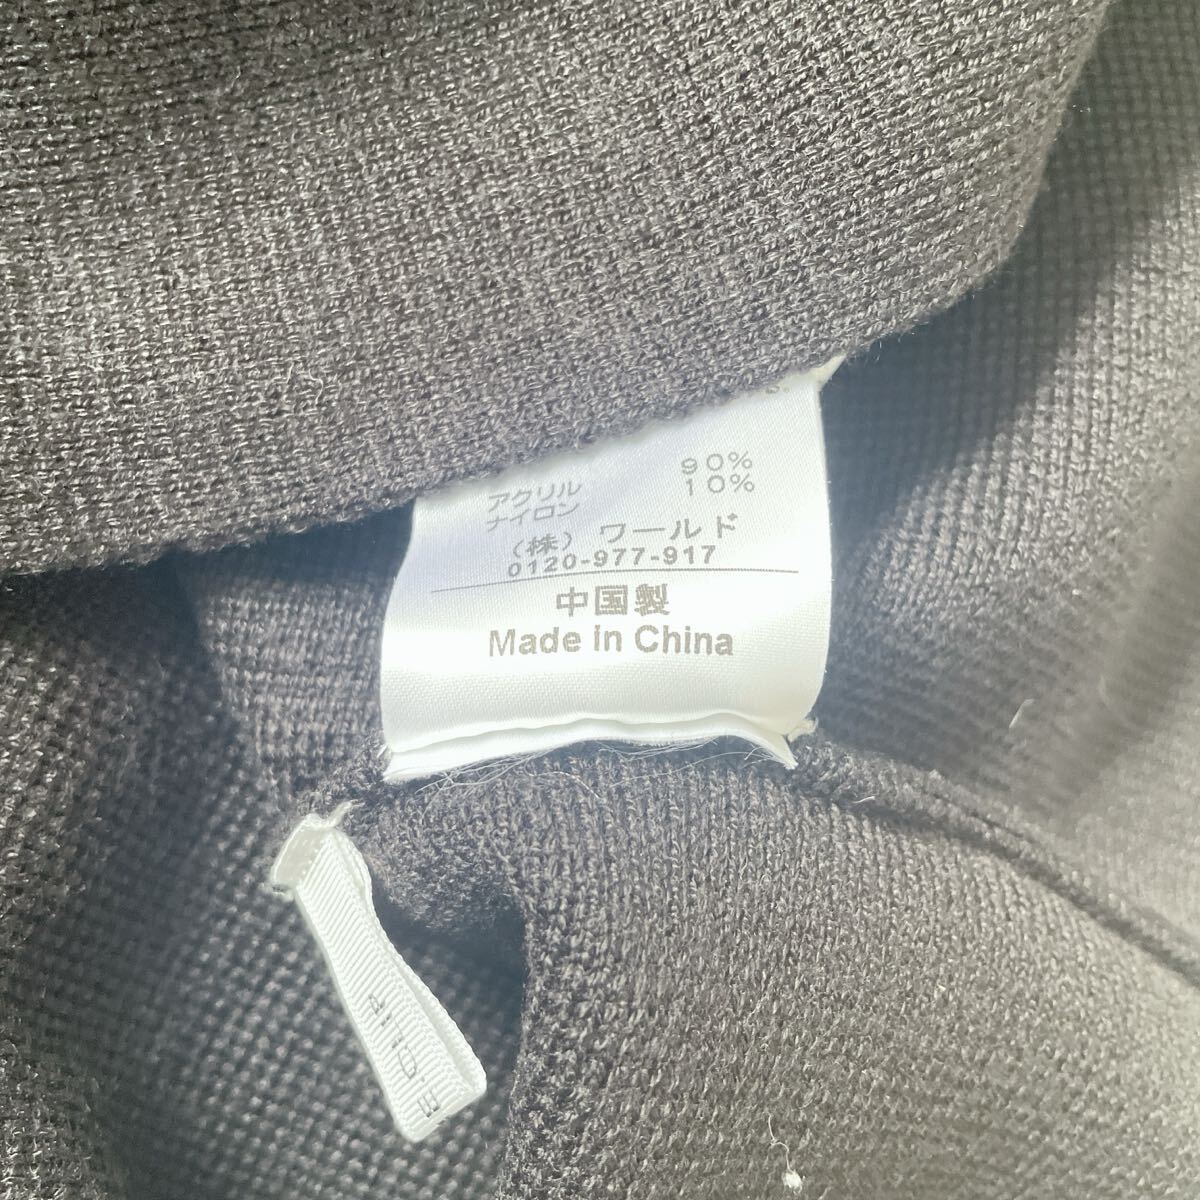 アクリル 90%
ナイロン 10%
(株) ワールド
0120-977-917
中国製
Made in China